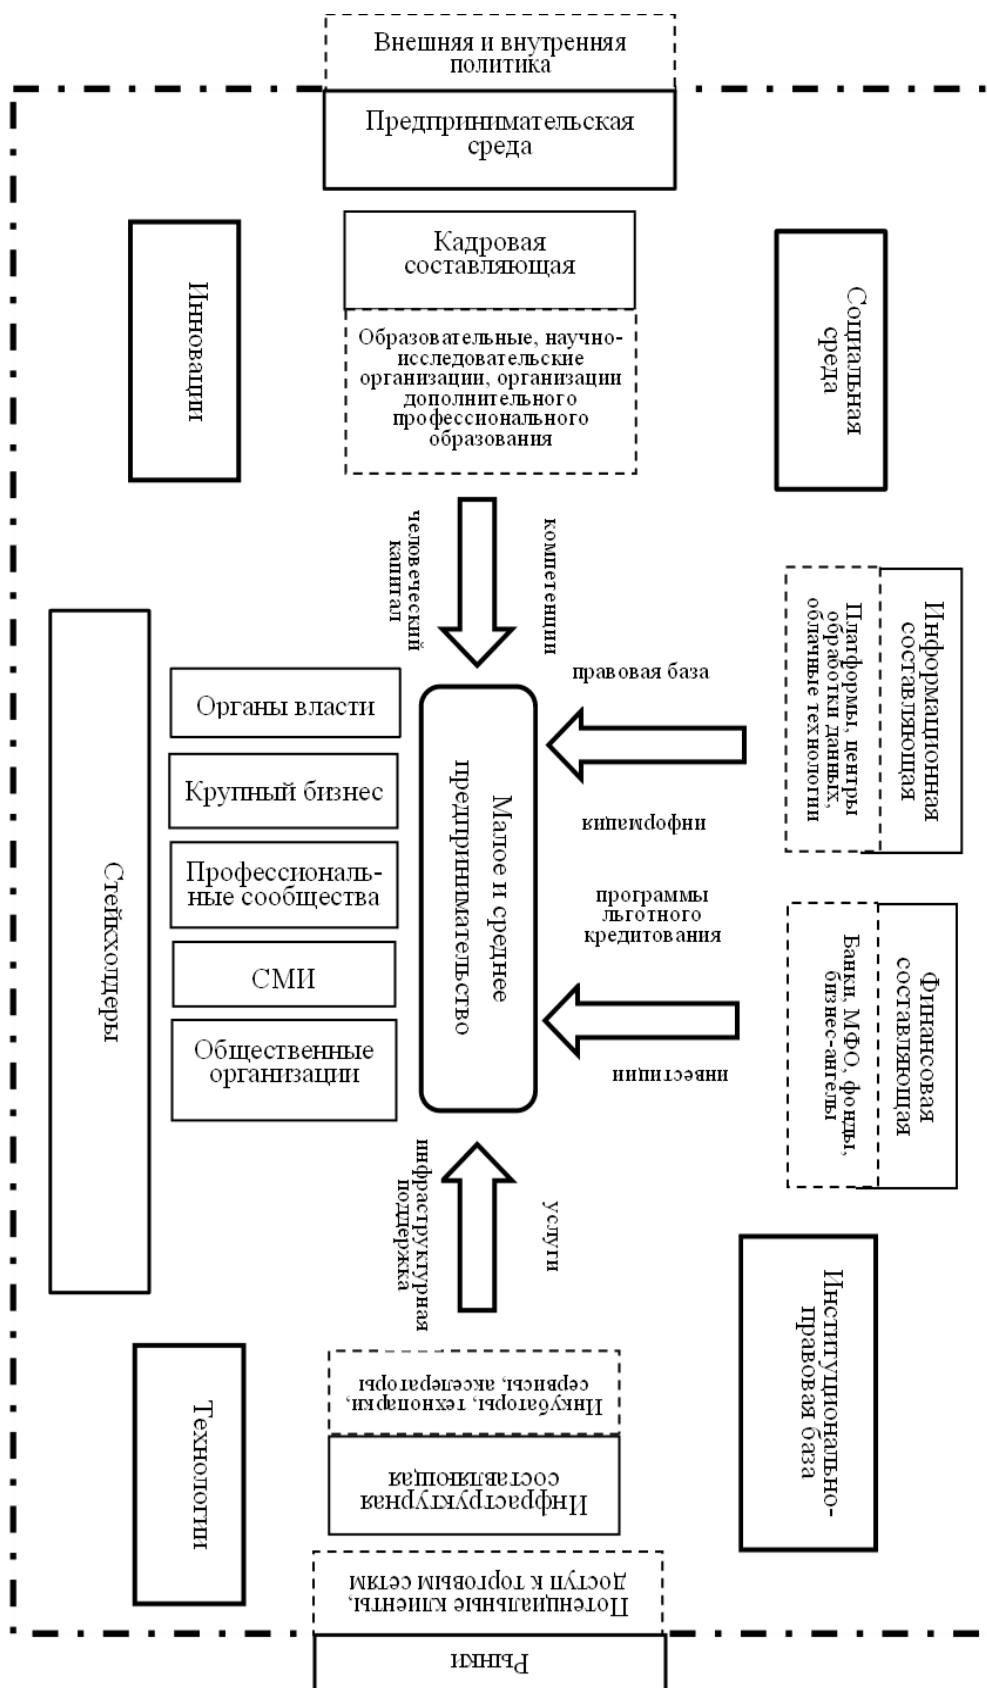 Внешняя и внутренняя
политика
Предпринимательская
среда
Кадровая
составляющая
Образовательные, научно-
исследовательские
организации, организации
дополнительного
профессионального
образования
Инновации
Социальная
среда
человеческий
капитал
компетенции
правовая база
информация
Информационная
составляющая
Платформы, центры
обработки данных,
облачные технологии
Стейкхолдеры
Органы власти
Крупный бизнес
Профессиональ-
ные сообщества
СМИ
Общественные
организации
Малое и среднее
предпринимательство
программы
льготного
кредитования
инвестиции
Финансовая
составляющая
Банки, МФО, фонды,
бизнес-ангелы
инфраструктурная
поддержка
услуги
Технологии
Институционально-
правовая база
Инкубаторы, технопарки,
сервисы, акселераторы
Инфраструктурная
составляющая
Потенциальные клиенты,
доступ к торговым сетям
Рынки